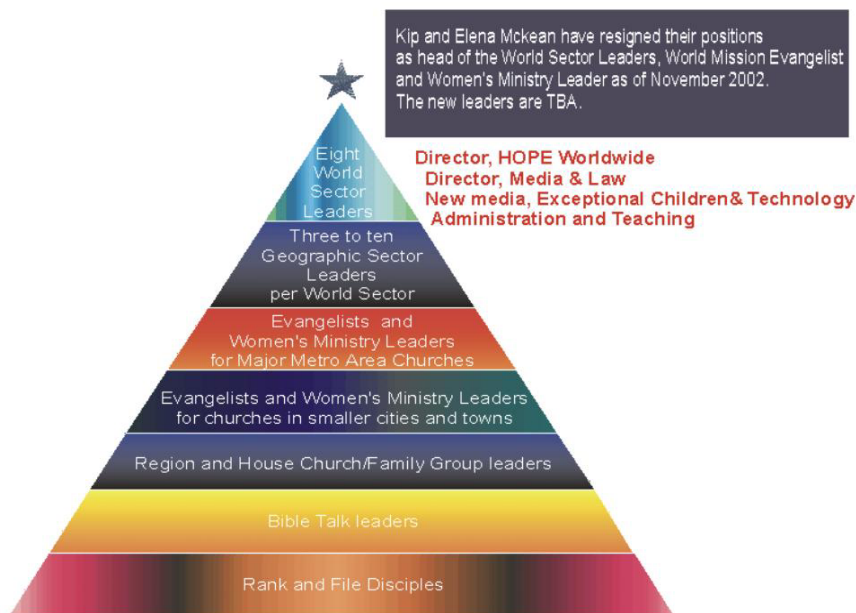 Kip and Elena Mckean have resigned their positions
as head of the World Sector Leaders, World Mission Evangelist
and Women's Ministry Leader as of November 2002.
The new leaders are TBA.
Eight
World
Sector
Leaders
Director, HOPE Worldwide
Director, Media & Law
New media, Exceptional Children& Technology
Administration and Teaching
Three to ten
Geographic Sector
Leaders
per World Sector
Evangelists and
Women's Ministry Leaders
for Major Metro Area Churches
Evangelists and Women's Ministry Leaders
for churches in smaller cities and towns
Region and House Church/Family Group leaders
Bible Talk leaders
Rank and File Disciples